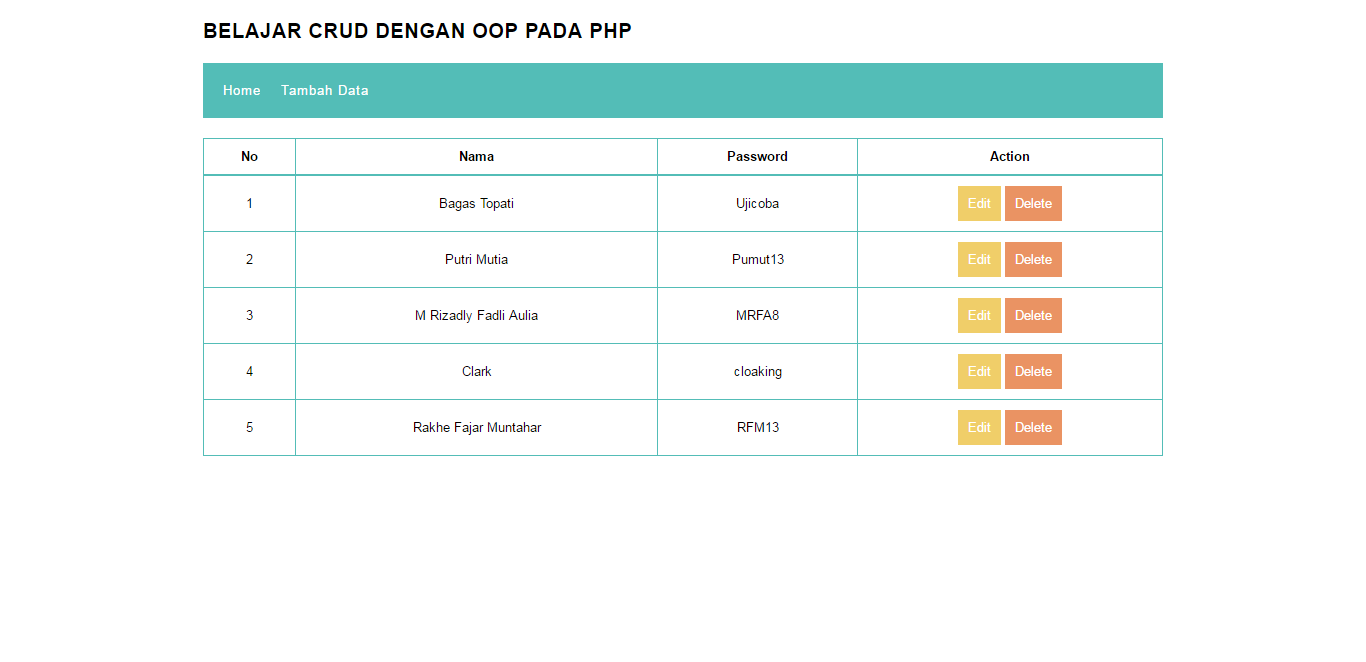 BELAJAR CRUD DENGAN OOP PADA PHP
Home Tambah Data
No Nama Password Action
1 Bagas Topati Ujicoba Edit Delete
2 Putri Mutia Pumut13 Edit Delete
3 M Rizadly Fadli Aulia MRFA8 Edit Delete
4 Clark cloaking Edit Delete
5 Rakhe Fajar Muntahar RFM13 Edit Delete